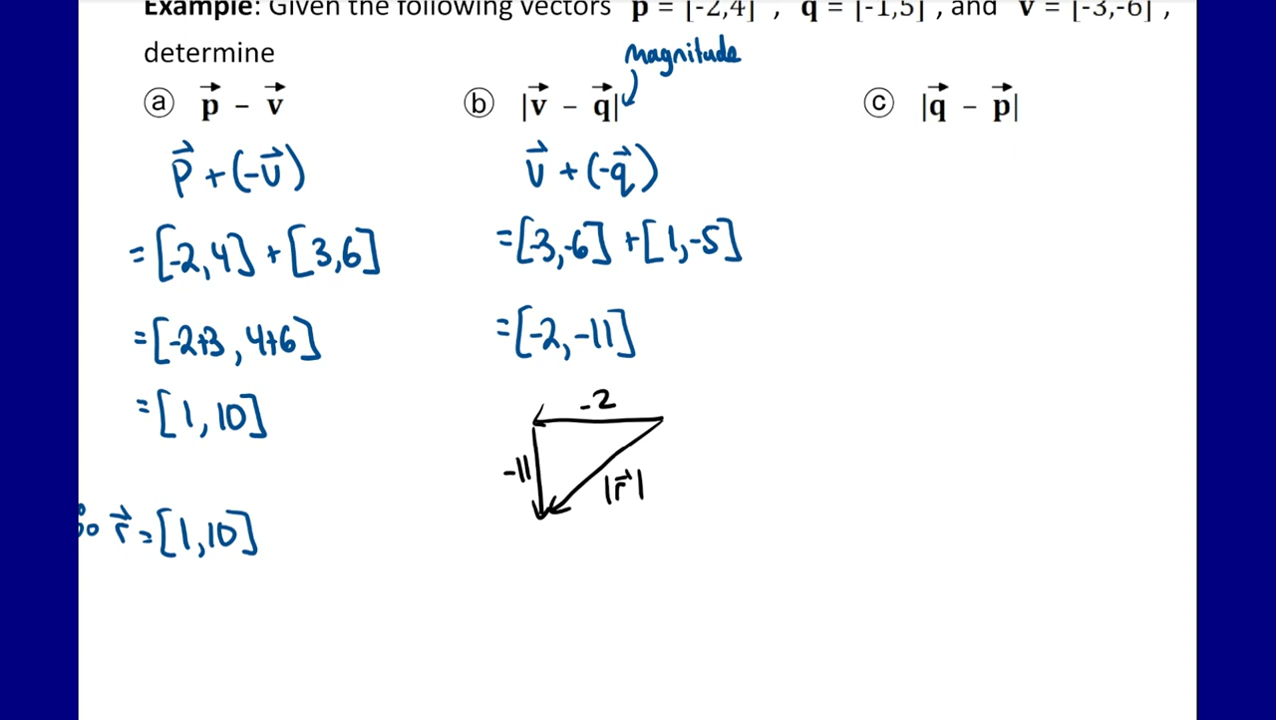 Example: Given the following vectors p = [-2,4] , q = [-1,5] , and v = [-3,-6] ,
determine
magnitude
ⓐ p⃗ - v⃗
p⃗ + (-v⃗)
= [-2,4] + [3,6]
= [-2+3 , 4+6]
= [1, 10]
∴ r⃗ = [1,10]
ⓑ |v⃗ - q⃗|
v⃗ + (-q⃗)
= [-3,-6] + [1,-5]
= [-2, -11]
-2
-11
|r⃗|
ⓒ |q⃗ - p⃗|